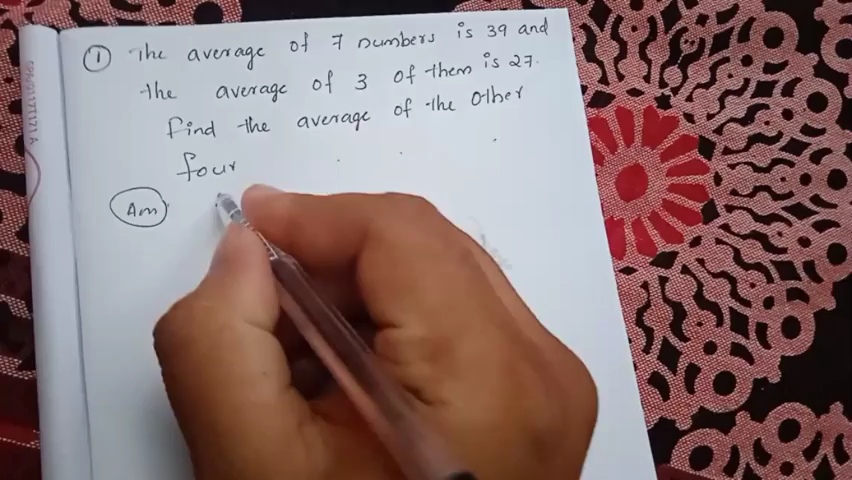 ① The average of 7 numbers is 39 and
the average of 3 of them is 27.
find the average of the other
four
Am